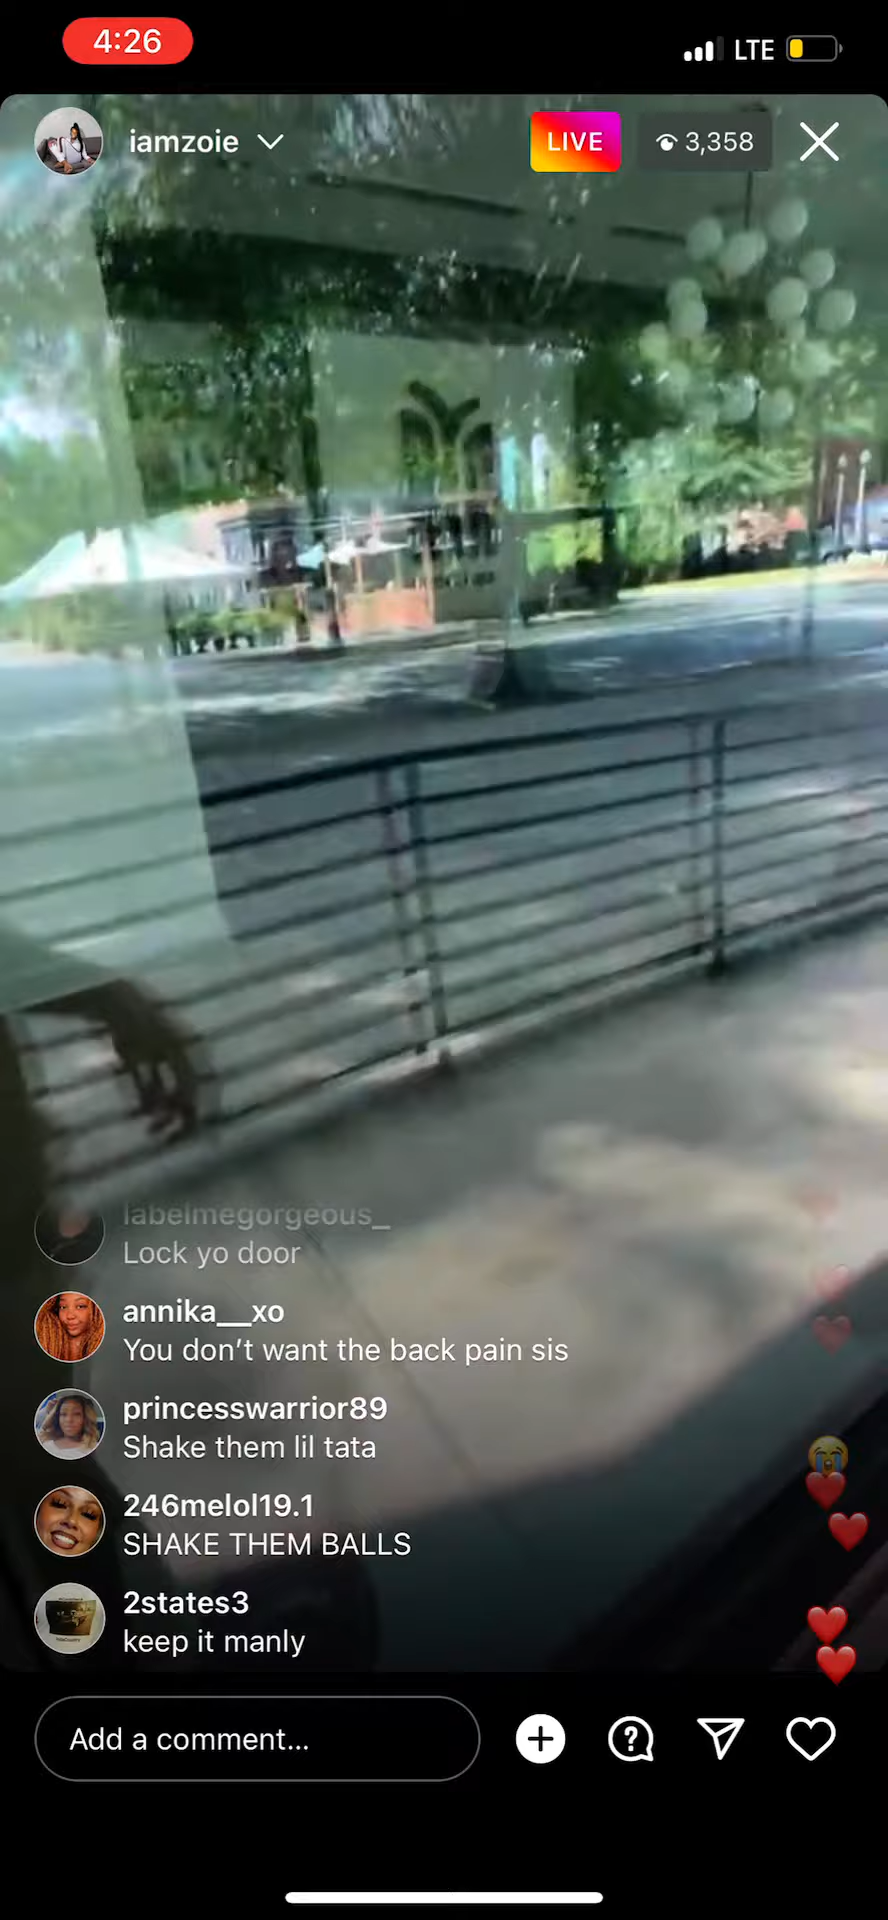 4:26
LTE
iamzoie
LIVE
3,358
labelmegorgeous_
Lock yo door
annika__xo
You don’t want the back pain sis
princesswarrior89
Shake them lil tata
246melol19.1
SHAKE THEM BALLS
2states3
keep it manly
Add a comment...